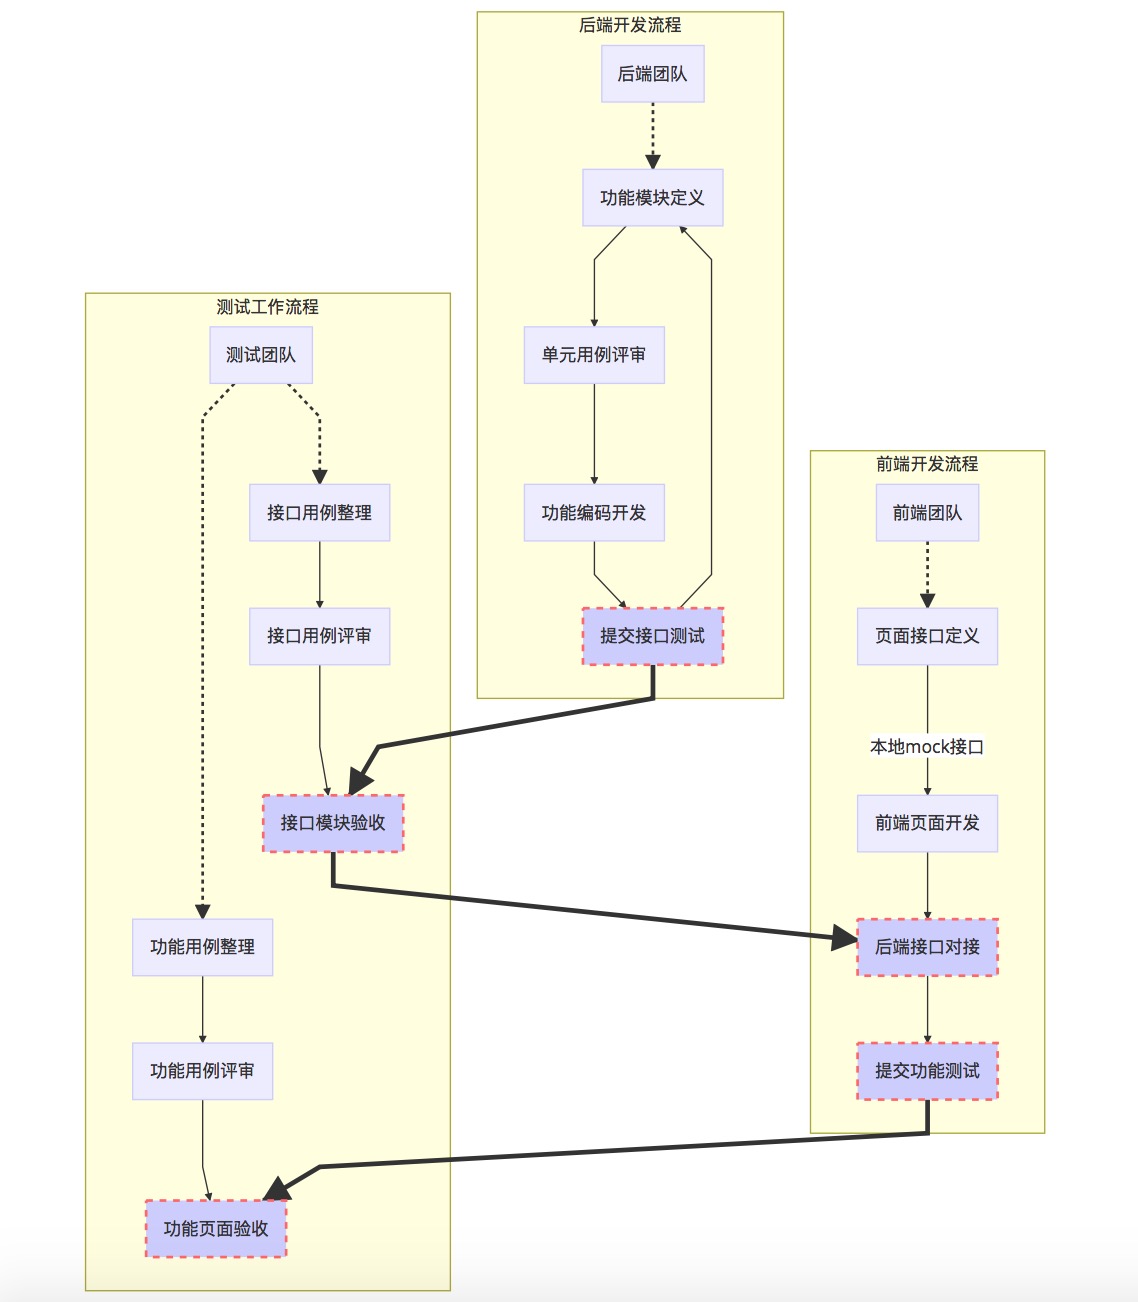 后端开发流程
后端团队
功能模块定义
单元用例评审
功能编码开发
提交接口测试
测试工作流程
测试团队
接口用例整理
接口用例评审
接口模块验收
功能用例整理
功能用例评审
功能页面验收
前端开发流程
前端团队
页面接口定义
本地mock接口
前端页面开发
后端接口对接
提交功能测试